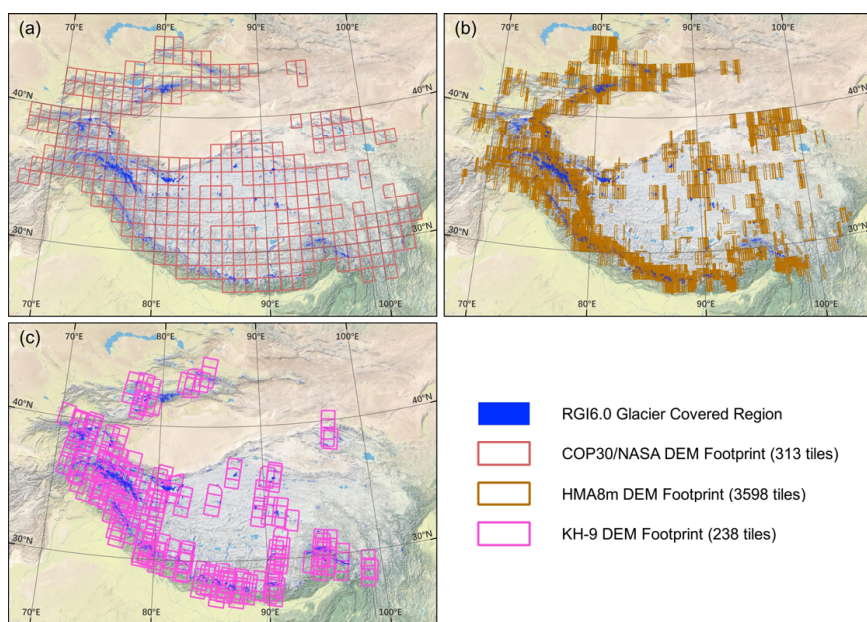 (a)
70°E
80°E
90°E
100°E
40°N
40°N
30°N
30°N
70°E
80°E
90°E
100°E
(b)
70°E
80°E
90°E
100°E
40°N
40°N
30°N
30°N
70°E
80°E
90°E
100°E
(c)
70°E
80°E
90°E
100°E
40°N
40°N
30°N
30°N
70°E
80°E
90°E
100°E
RGI6.0 Glacier Covered Region
COP30/NASA DEM Footprint (313 tiles)
HMA8m DEM Footprint (3598 tiles)
KH-9 DEM Footprint (238 tiles)